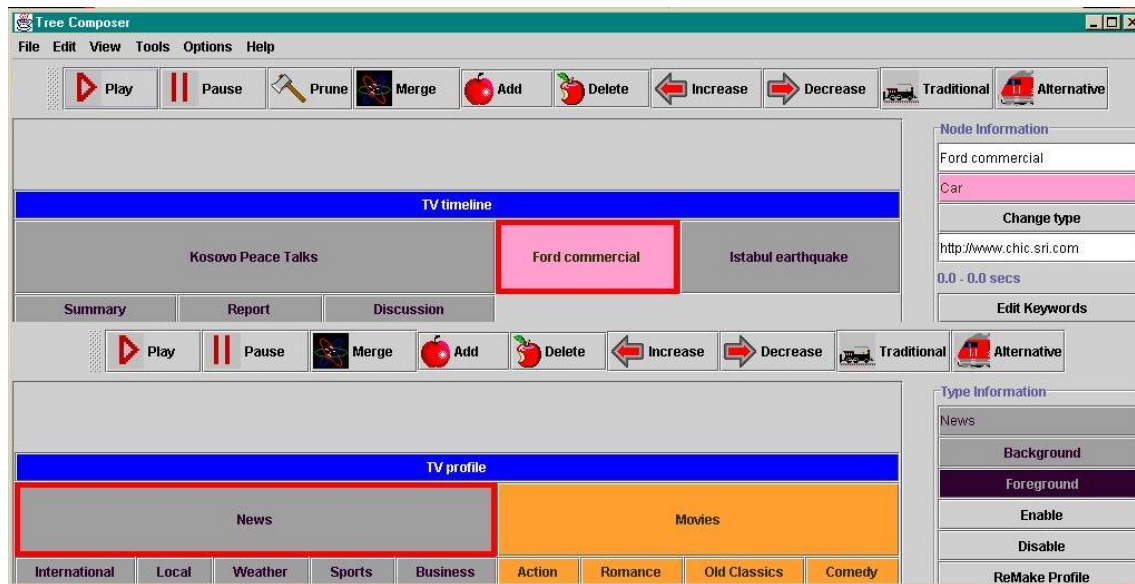 Tree Composer
File Edit View Tools Options Help
Play Pause Prune Merge Add Delete Increase Decrease Traditional Alternative
Node Information
Ford commercial
Car
TV timeline
Change type
Kosovo Peace Talks Ford commercial Istabul earthquake
http://www.chic.sri.com
0.0 - 0.0 secs
Summary Report Discussion
Edit Keywords
Play Pause Merge Add Delete Increase Decrease Traditional Alternative
Type Information
News
Background
TV profile
Foreground
News Movies
Enable
Disable
International Local Weather Sports Business Action Romance Old Classics Comedy
ReMake Profile